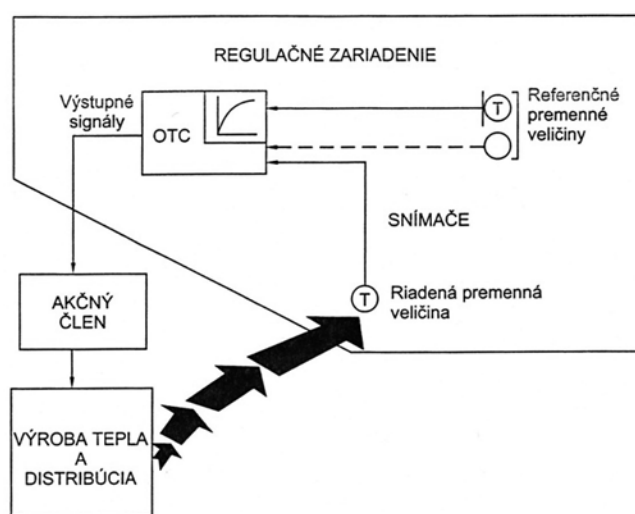 REGULAČNÉ ZARIADENIE
Výstupné
signály
OTC
T
Referenčné
premenné
veličiny
SNÍMAČE
T
Riadená premenná
veličina
AKČNÝ
ČLEN
VÝROBA TEPLA
A
DISTRIBÚCIA